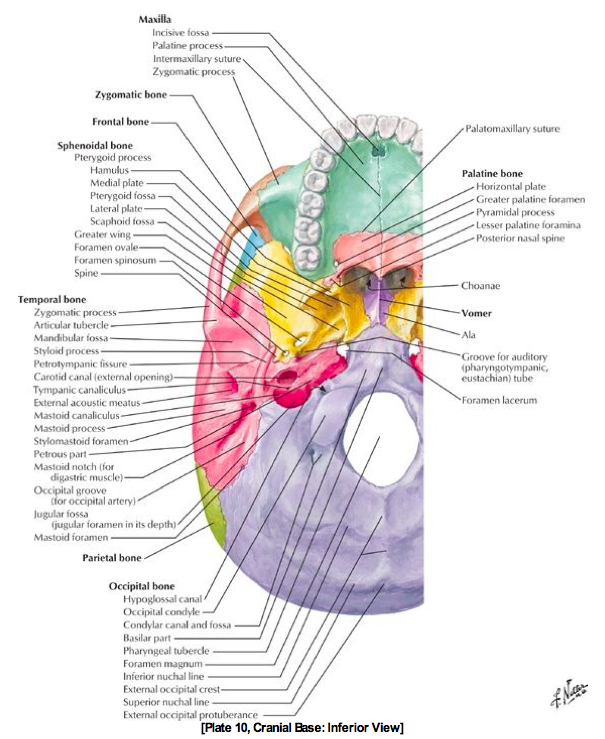 Maxilla
Incisive fossa
Palatine process
Intermaxillary suture
Zygomatic process
Zygomatic bone
Frontal bone
Sphenoidal bone
Pterygoid process
Hamulus
Medial plate
Pterygoid fossa
Lateral plate
Scaphoid fossa
Greater wing
Foramen ovale
Foramen spinosum
Spine
Temporal bone
Zygomatic process
Articular tubercle
Mandibular fossa
Styloid process
Petrotympanic fissure
Carotid canal (external opening)
Tympanic canaliculus
External acoustic meatus
Mastoid canaliculus
Mastoid process
Stylomastoid foramen
Petrous part
Mastoid notch (for
digastric muscle)
Occipital groove
(for occipital artery)
Jugular fossa
(jugular foramen in its depth)
Mastoid foramen
Parietal bone
Occipital bone
Hypoglossal canal
Occipital condyle
Condylar canal and fossa
Basilar part
Pharyngeal tubercle
Foramen magnum
Inferior nuchal line
External occipital crest
Superior nuchal line
External occipital protuberance
Palatomaxillary suture
Palatine bone
Horizontal plate
Greater palatine foramen
Pyramidal process
Lesser palatine foramina
Posterior nasal spine
Choanae
Vomer
Ala
Groove for auditory
(pharyngotympanic,
eustachian) tube
Foramen lacerum
F. Netter
[Plate 10, Cranial Base: Inferior View]